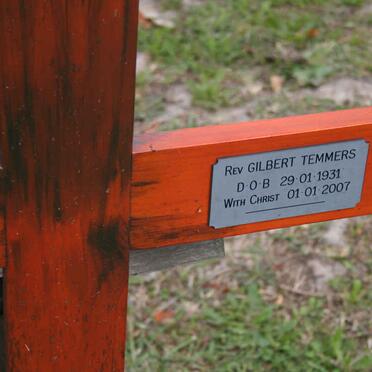 Rev GILBERT TEMMERS
D·O·B 29·01·1931
With Christ 01·01·2007